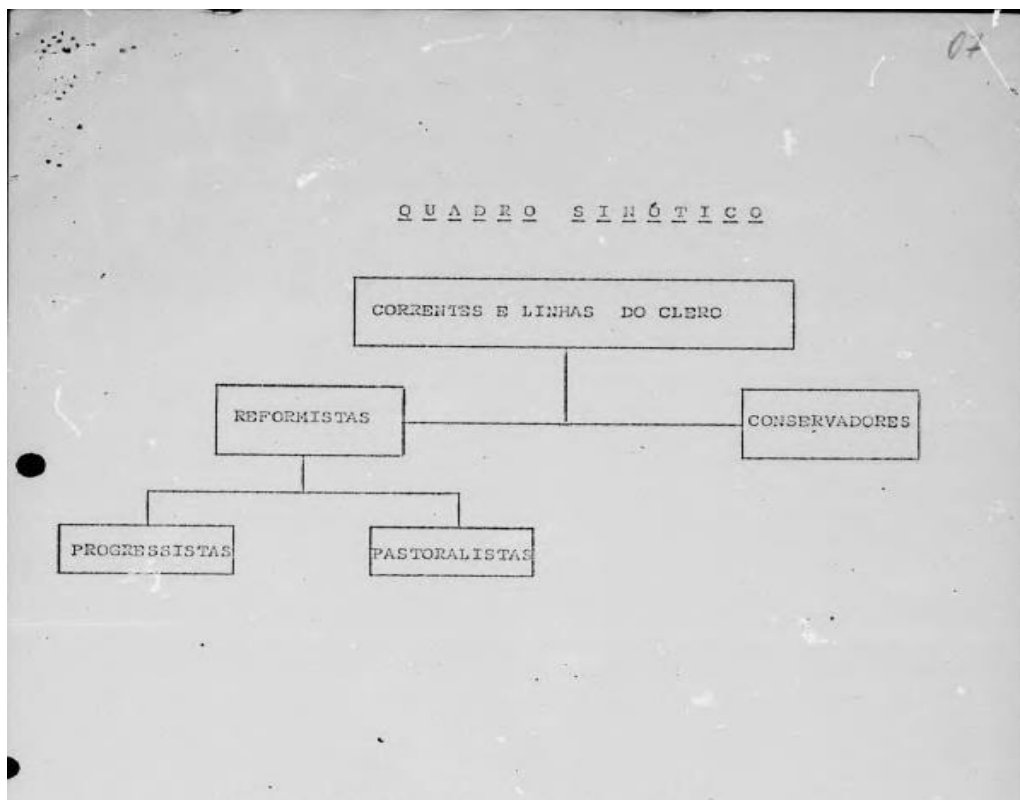 07
QUADRO SINÓTICO
CORRENTES E LINHAS DO CLERO
REFORMISTAS
CONSERVADORES
PROGRESSISTAS
PASTORALISTAS